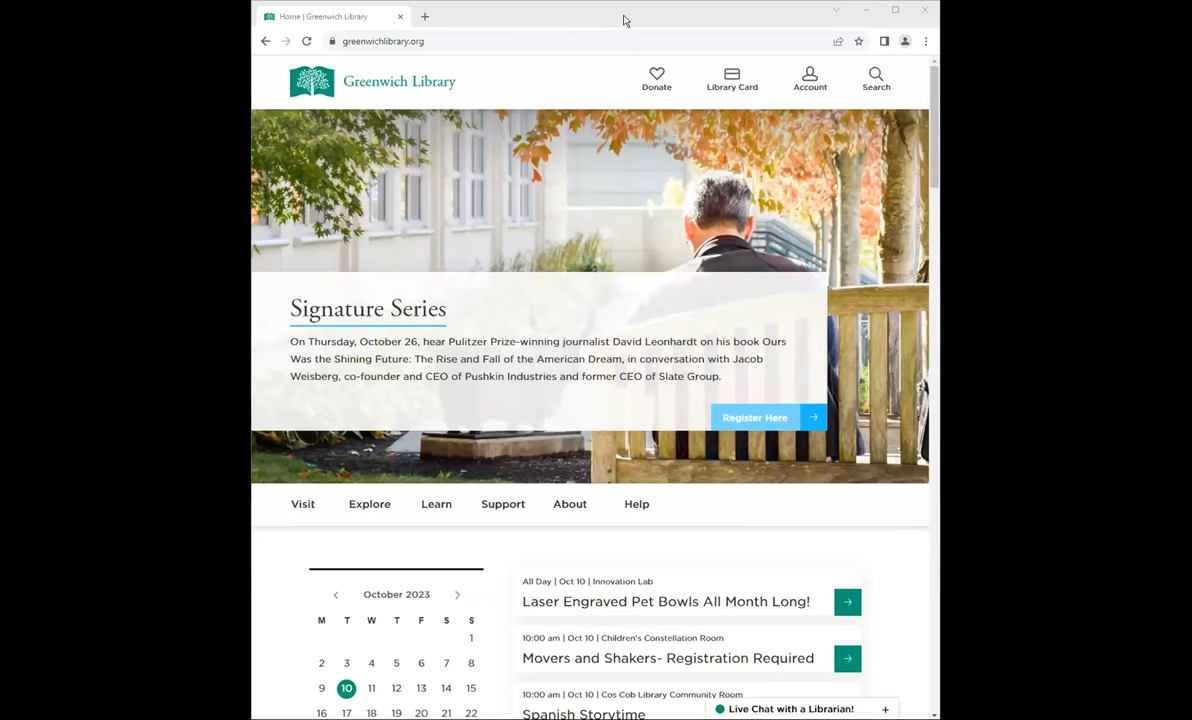 Home | Greenwich Library
greenwichlibrary.org
Greenwich Library
Donate
Library Card
Account
Search
Signature Series
On Thursday, October 26, hear Pulitzer Prize-winning journalist David Leonhardt on his book Ours
Was the Shining Future: The Rise and Fall of the American Dream, in conversation with Jacob
Weisberg, co-founder and CEO of Pushkin Industries and former CEO of Slate Group.
Register Here
Visit Explore Learn Support About Help
October 2023
M T W T F S S
1
2 3 4 5 6 7 8
9 10 11 12 13 14 15
16 17 18 19 20 21 22
All Day | Oct 10 | Innovation Lab
Laser Engraved Pet Bowls All Month Long!
10:00 am | Oct 10 | Children's Constellation Room
Movers and Shakers- Registration Required
10:00 am | Oct 10 | Cos Cob Library Community Room
Spanish Storytime
Live Chat with a Librarian! +